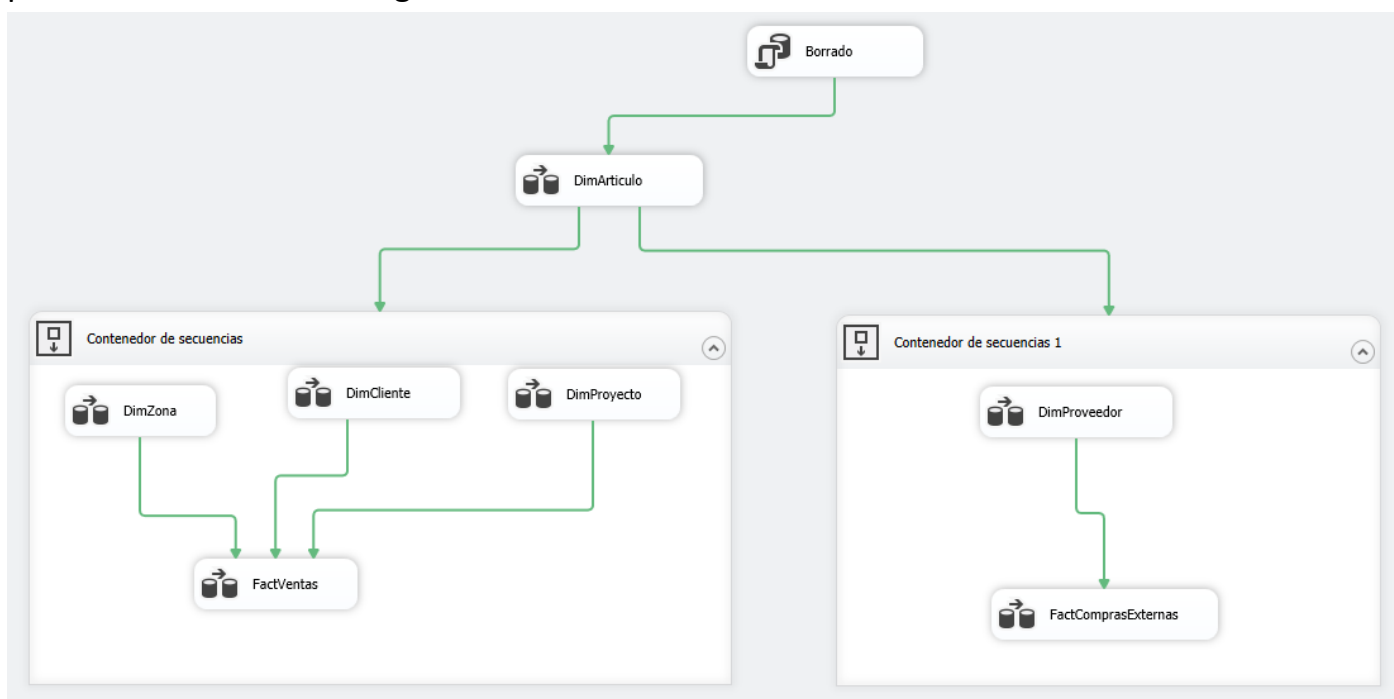 Borrado
DimArticulo
Contenedor de secuencias
DimZona
DimCliente
DimProyecto
FactVentas
Contenedor de secuencias 1
DimProveedor
FactComprasExternas